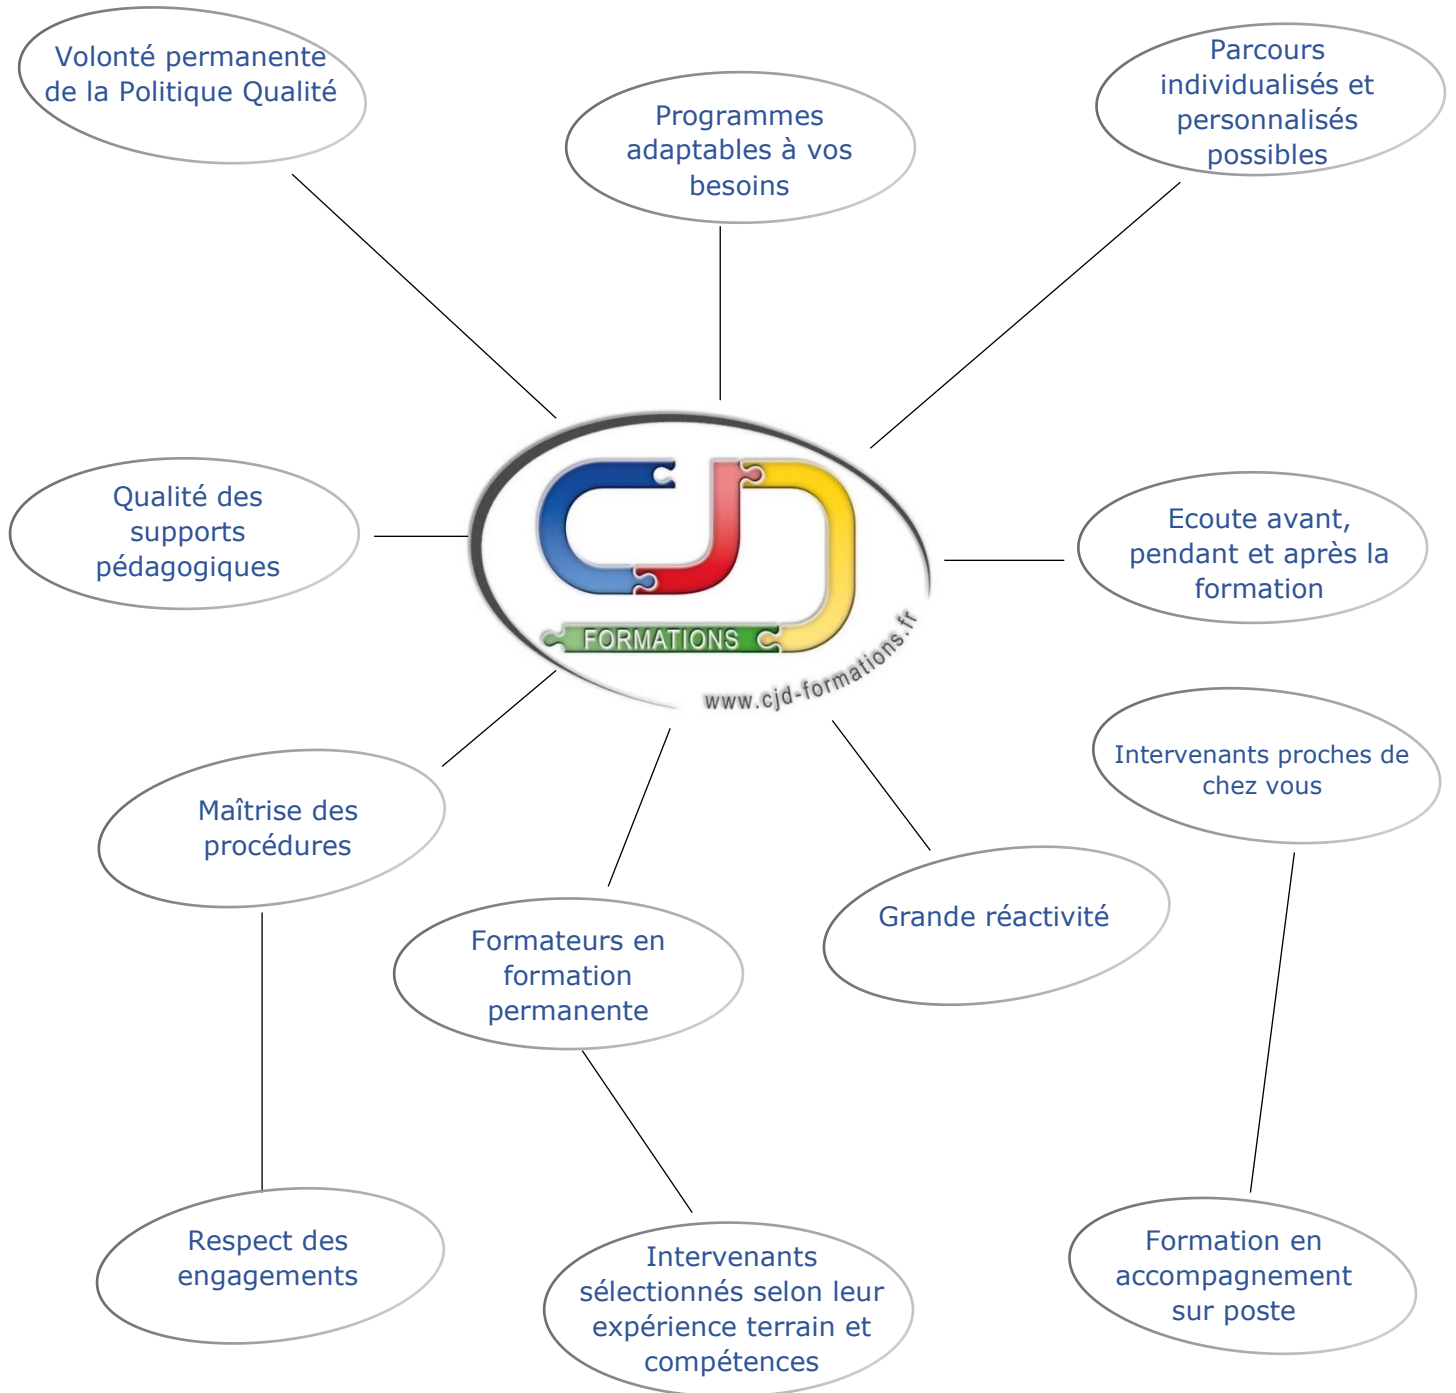 Volonté permanente
de la Politique Qualité
Programmes
adaptables à vos
besoins
Parcours
individualisés et
personnalisés
possibles
Qualité des
supports
pédagogiques
CJD
FORMATIONS
www.cjd-formations.fr
Ecoute avant,
pendant et après la
formation
Intervenants proches de
chez vous
Maîtrise des
procédures
Formateurs en
formation
permanente
Grande réactivité
Respect des
engagements
Intervenants
sélectionnés selon leur
expérience terrain et
compétences
Formation en
accompagnement
sur poste